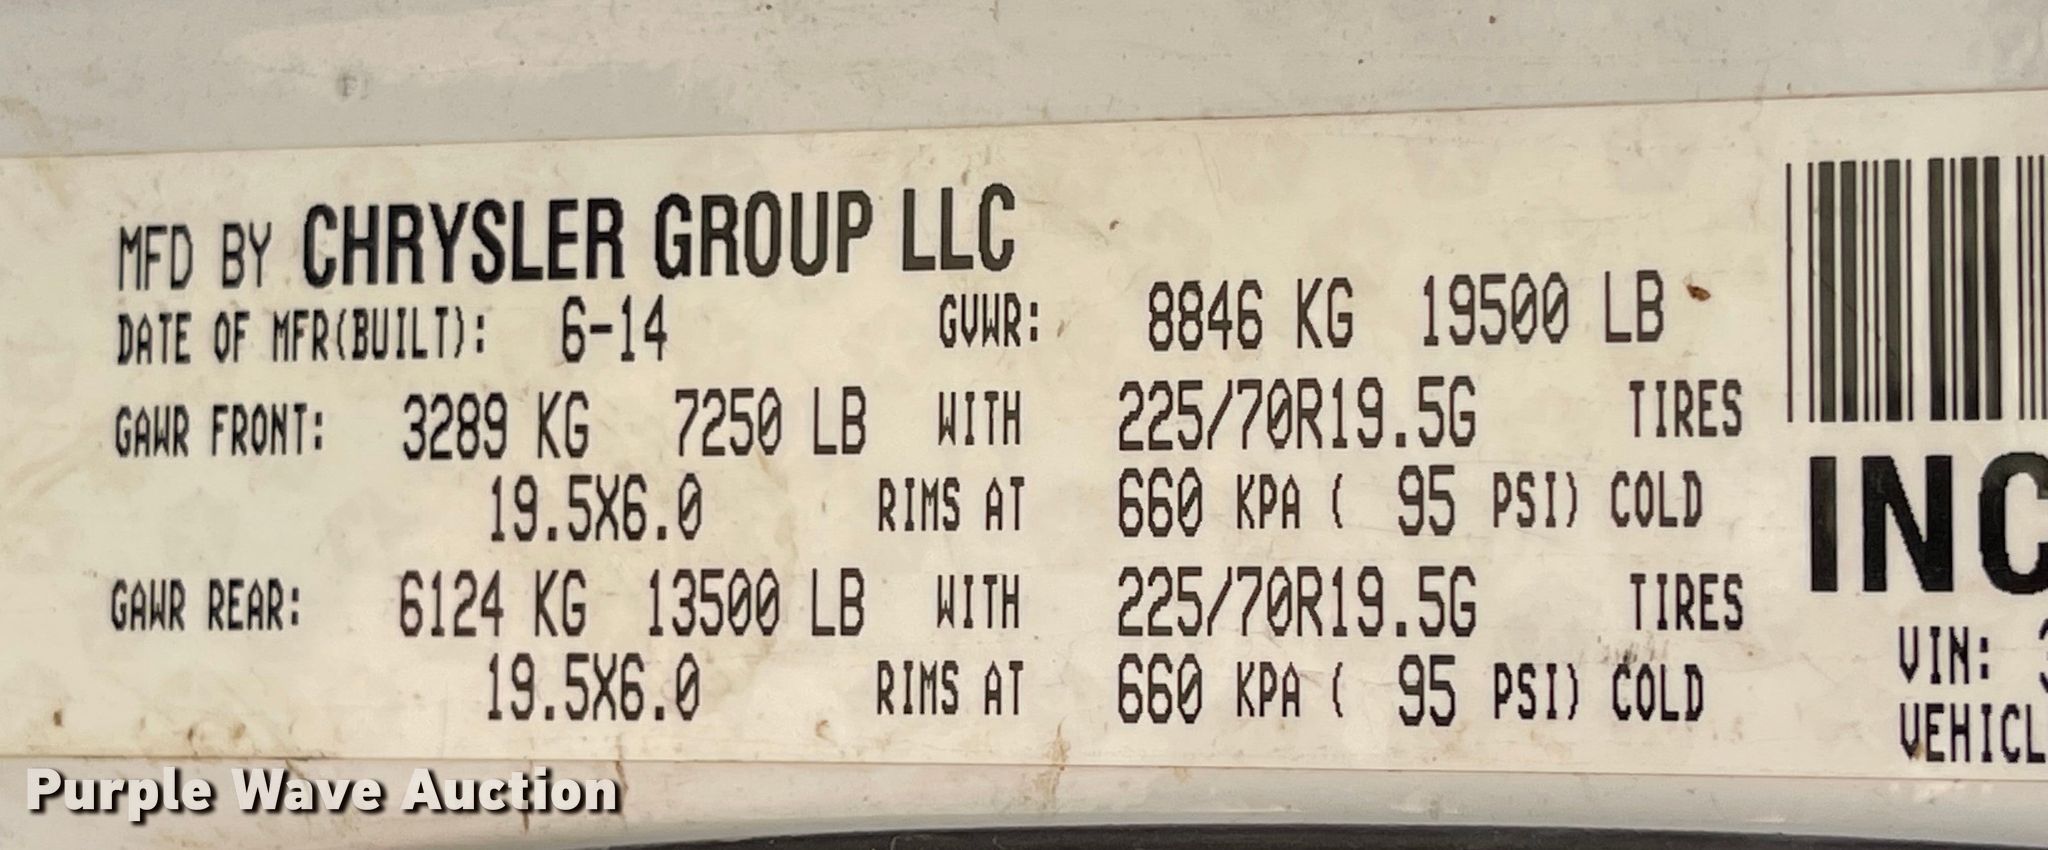 MFD BY CHRYSLER GROUP LLC
DATE OF MFR(BUILT): 6-14 GVWR: 8846 KG 19500 LB
GAWR FRONT: 3289 KG 7250 LB WITH 225/70R19.5G TIRES
19.5X6.0 RIMS AT 660 KPA ( 95 PSI) COLD
GAWR REAR: 6124 KG 13500 LB WITH 225/70R19.5G TIRES
19.5X6.0 RIMS AT 660 KPA ( 95 PSI) COLD
INC
VIN: 3
VEHICL
Purple Wave Auction